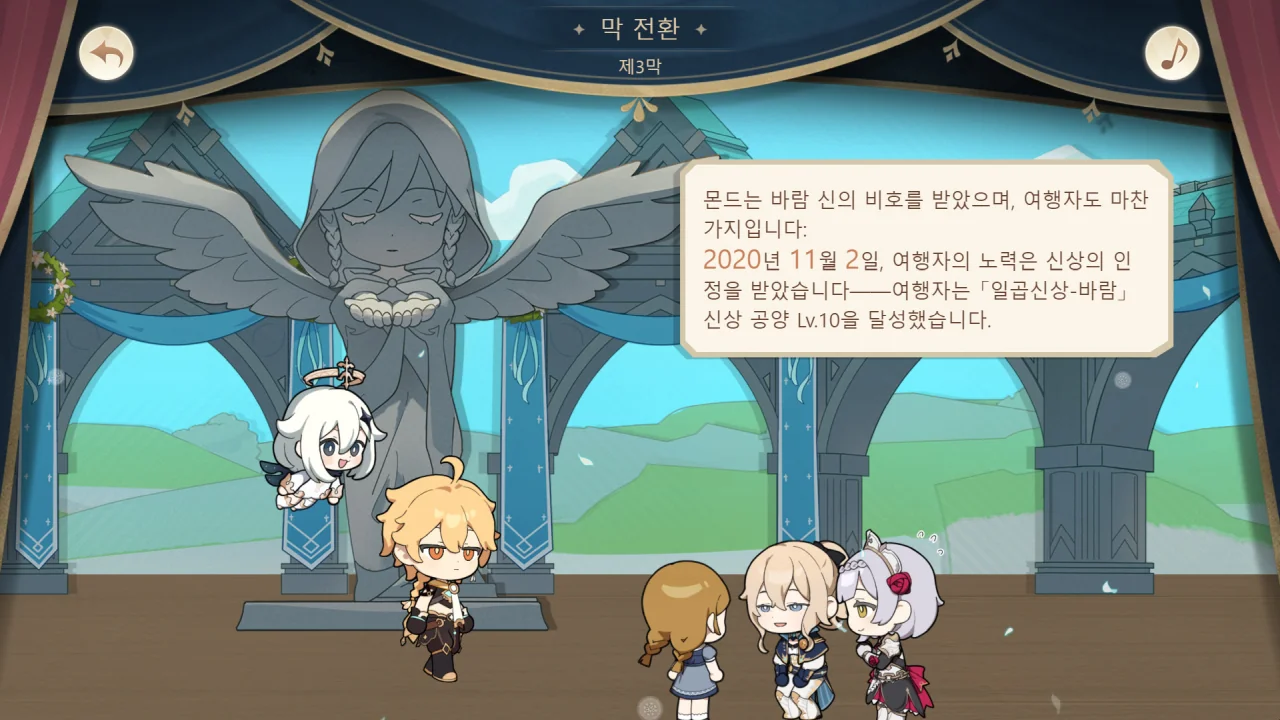 막 전환
제3막
몬드는 바람 신의 비호를 받았으며, 여행자도 마찬
가지입니다:
2020년 11월 2일, 여행자의 노력은 신상의 인
정을 받았습니다——여행자는「일곱신상-바람」
신상 공양 Lv.10을 달성했습니다.